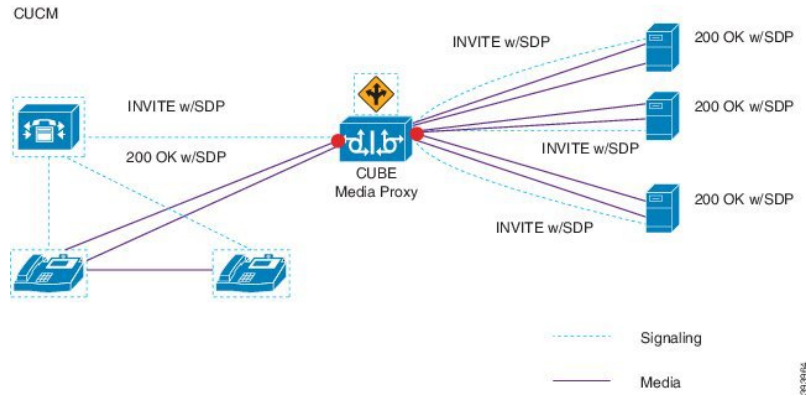 CUCM
INVITE w/SDP
200 OK w/SDP
INVITE w/SDP
200 OK w/SDP
INVITE w/SDP
200 OK w/SDP
CUBE
Media Proxy
INVITE w/SDP
200 OK w/SDP
Signaling
Media